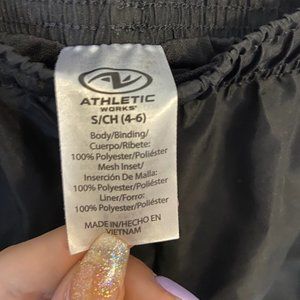 ATHLETIC
WORKS
S/CH (4-6)
Body/Binding/
Cuerpo/Ribete:
100% Polyester/Poliéster
Mesh Inset/
Inserción De Malla:
100% Polyester/Poliéster
Liner/Forro:
100% Polyester/Poliéster
MADE IN/HECHO EN
VIETNAM